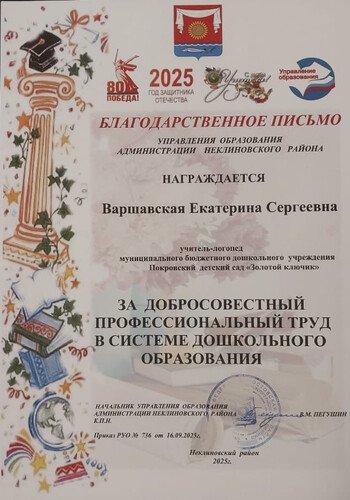 80
ПОБЕДА!
2025
ГОД ЗАЩИТНИКА
ОТЕЧЕСТВА
Управление
образования
БЛАГОДАРСТВЕННОЕ ПИСЬМО
УПРАВЛЕНИЯ ОБРАЗОВАНИЯ
АДМИНИСТРАЦИИ НЕКЛИНОВСКОГО РАЙОНА
НАГРАЖДАЕТСЯ
Варшавская Екатерина Сергеевна
учитель-логопед
муниципального бюджетного дошкольного учреждения
Покровский детский сад «Золотой ключик»
ЗА ДОБРОСОВЕСТНЫЙ
ПРОФЕССИОНАЛЬНЫЙ ТРУД
В СИСТЕМЕ ДОШКОЛЬНОГО
ОБРАЗОВАНИЯ
НАЧАЛЬНИК УПРАВЛЕНИЯ ОБРАЗОВАНИЯ
АДМИНИСТРАЦИИ НЕКЛИНОВСКОГО РАЙОНА
К.П.Н.
В.М. ПЕГУШИН
Приказ РУО № 736 от 16.09.2025г.
Неклиновский район
2025г.